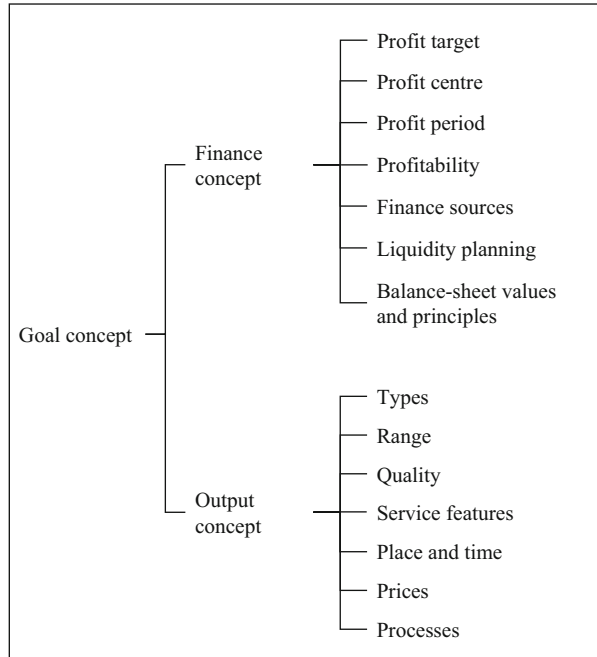 Goal concept
Finance
concept
Profit target
Profit centre
Profit period
Profitability
Finance sources
Liquidity planning
Balance-sheet values
and principles
Output
concept
Types
Range
Quality
Service features
Place and time
Prices
Processes